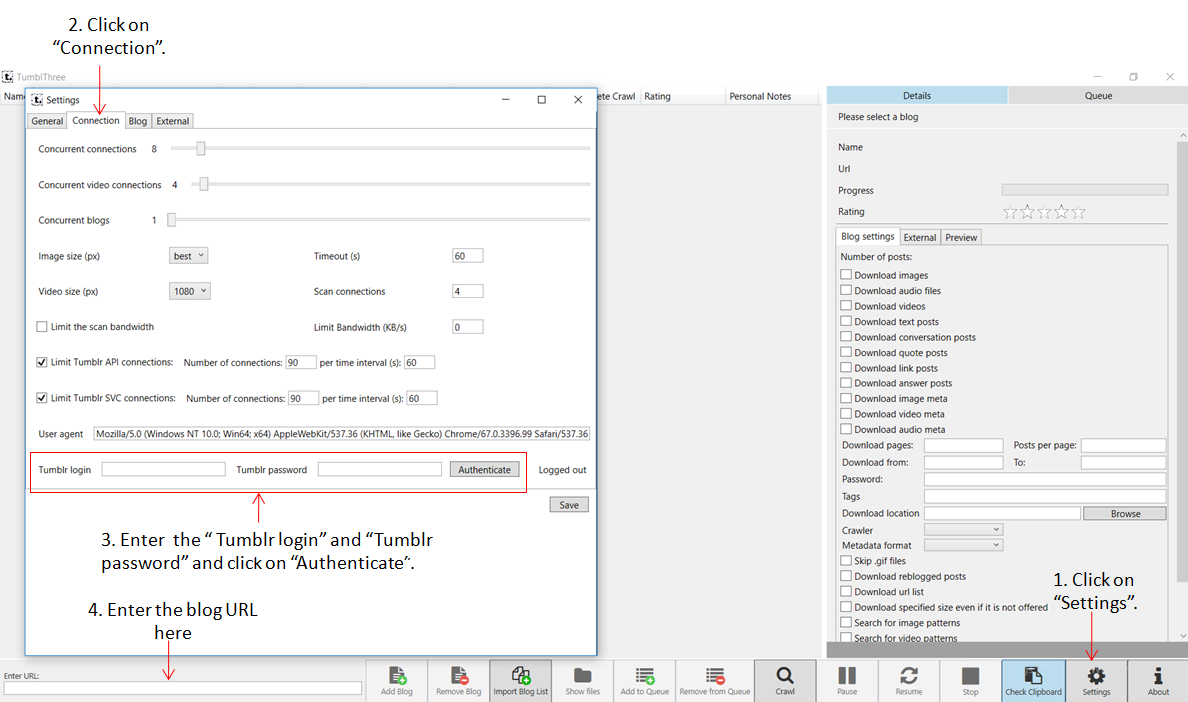 2. Click on
“Connection”.
TumblThree
Name
ete Crawl
Rating
Personal Notes
Settings
General
Connection
Blog
External
Concurrent connections 8
Concurrent video connections 4
Concurrent blogs 1
Image size (px) best
Timeout (s) 60
Video size (px) 1080
Scan connections 4
Limit the scan bandwidth
Limit Bandwidth (KB/s) 0
Limit Tumblr API connections: Number of connections: 90 per time interval (s): 60
Limit Tumblr SVC connections: Number of connections: 90 per time interval (s): 60
User agent Mozilla/5.0 (Windows NT 10.0; Win64; x64) AppleWebKit/537.36 (KHTML, like Gecko) Chrome/67.0.3396.99 Safari/537.36
Tumblr login
Tumblr password
Authenticate
Logged out
Save
3. Enter the “ Tumblr login” and “Tumblr
password” and click on “Authenticate”.
4. Enter the blog URL
here
Details
Queue
Please select a blog
Name
Url
Progress
Rating
Blog settings
External
Preview
Number of posts:
Download images
Download audio files
Download videos
Download text posts
Download conversation posts
Download quote posts
Download link posts
Download answer posts
Download image meta
Download video meta
Download audio meta
Download pages:
Posts per page:
Download from:
To:
Password:
Tags
Download location
Browse
Crawler
Metadata format
Skip .gif files
Download reblogged posts
Download url list
Download specified size even if it is not offered
Search for image patterns
Search for video patterns
1. Click on
“Settings”.
Enter URL:
Add Blog
Remove Blog
Import Blog List
Show files
Add to Queue
Remove from Queue
Crawl
Pause
Resume
Stop
Check Clipboard
Settings
About